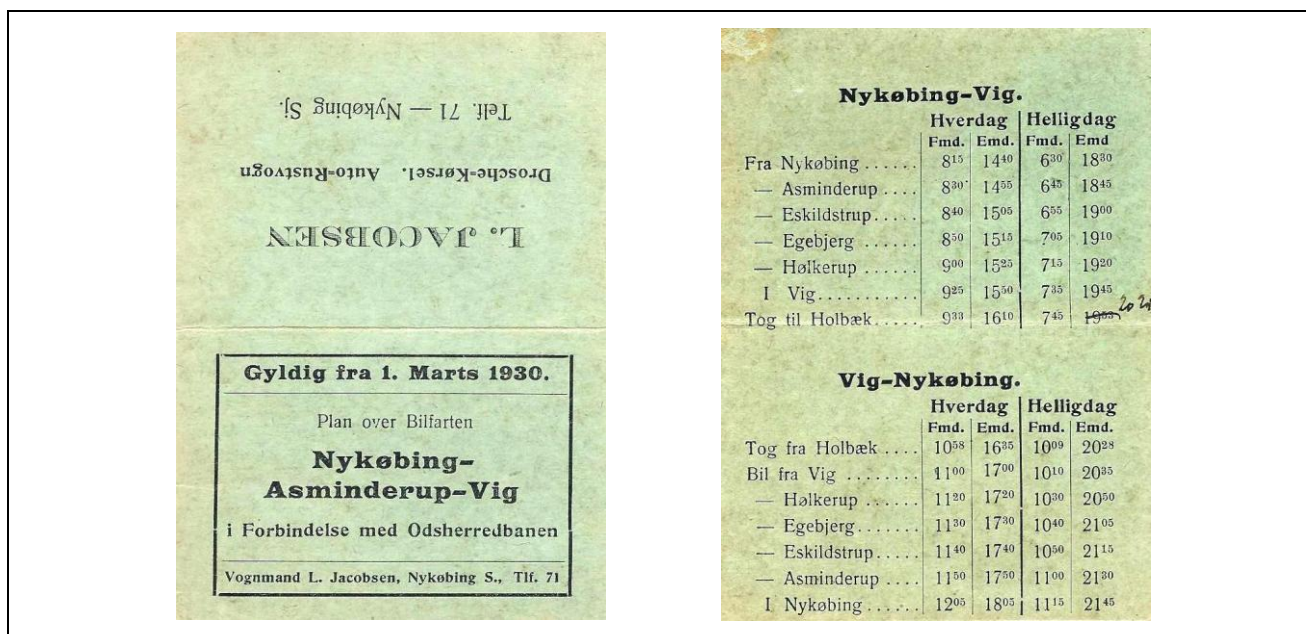 Telf. 71 — Nykøbing Sj.
Drosche-Kørsel. Auto-Rustvogn
L. JACOBSEN
Gyldig fra 1. Marts 1930.
Plan over Bilfarten
Nykøbing-
Asminderup-Vig
i Forbindelse med Odsherredbanen
Vognmand L. Jacobsen, Nykøbing S., Tlf. 71
Nykøbing-Vig.
Hverdag Helligdag
Fmd. Emd. Fmd. Emd
Fra Nykøbing ...... 8¹⁵ 14⁴⁰ 6³⁰ 18³⁰
— Asminderup .... 8³⁰ 14⁵⁵ 6⁴⁵ 18⁴⁵
— Eskildstrup..... 8⁴⁰ 15⁰⁵ 6⁵⁵ 19⁰⁰
— Egebjerg ...... 8⁵⁰ 15¹⁵ 7⁰⁵ 19¹⁰
— Hølkerup ...... 9⁰⁰ 15²⁵ 7¹⁵ 19²⁰
I Vig........... 9²⁵ 15⁵⁰ 7³⁵ 19⁴⁵
Tog til Holbæk..... 9³³ 16¹⁰ 7⁴⁵ 19⁵³ 20²⁸
Vig-Nykøbing.
Hverdag Helligdag
Fmd. Emd. Fmd. Emd.
Tog fra Holbæk .... 10⁵⁸ 16³⁵ 10⁰⁹ 20²⁸
Bil fra Vig ........ 11⁰⁰ 17⁰⁰ 10¹⁰ 20³⁵
— Hølkerup ...... 11²⁰ 17²⁰ 10³⁰ 20⁵⁰
— Egebjerg....... 11³⁰ 17³⁰ 10⁴⁰ 21⁰⁵
— Eskildstrup..... 11⁴⁰ 17⁴⁰ 10⁵⁰ 21¹⁵
— Asminderup .... 11⁵⁰ 17⁵⁰ 11⁰⁰ 21³⁰
I Nykøbing ...... 12⁰⁵ 18⁰⁵ 11¹⁵ 21⁴⁵